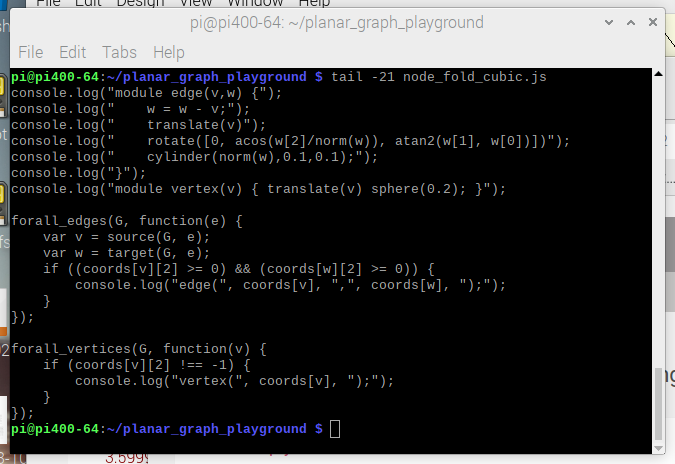 File Edit Design View Window Help
pi@pi400-64: ~/planar_graph_playground
File Edit Tabs Help
pi@pi400-64:~/planar_graph_playground $ tail -21 node_fold_cubic.js
console.log("module edge(v,w) {");
console.log("    w = w - v;");
console.log("    translate(v)");
console.log("    rotate([0, acos(w[2]/norm(w)), atan2(w[1], w[0])])");
console.log("    cylinder(norm(w),0.1,0.1);");
console.log("}");
console.log("module vertex(v) { translate(v) sphere(0.2); }");
forall_edges(G, function(e) {
    var v = source(G, e);
    var w = target(G, e);
    if ((coords[v][2] >= 0) && (coords[w][2] >= 0)) {
        console.log("edge(", coords[v], ",", coords[w], ");");
    }
});
forall_vertices(G, function(v) {
    if (coords[v][2] !== -1) {
        console.log("vertex(", coords[v], ");");
    }
});
pi@pi400-64:~/planar_graph_playground $
3.5999